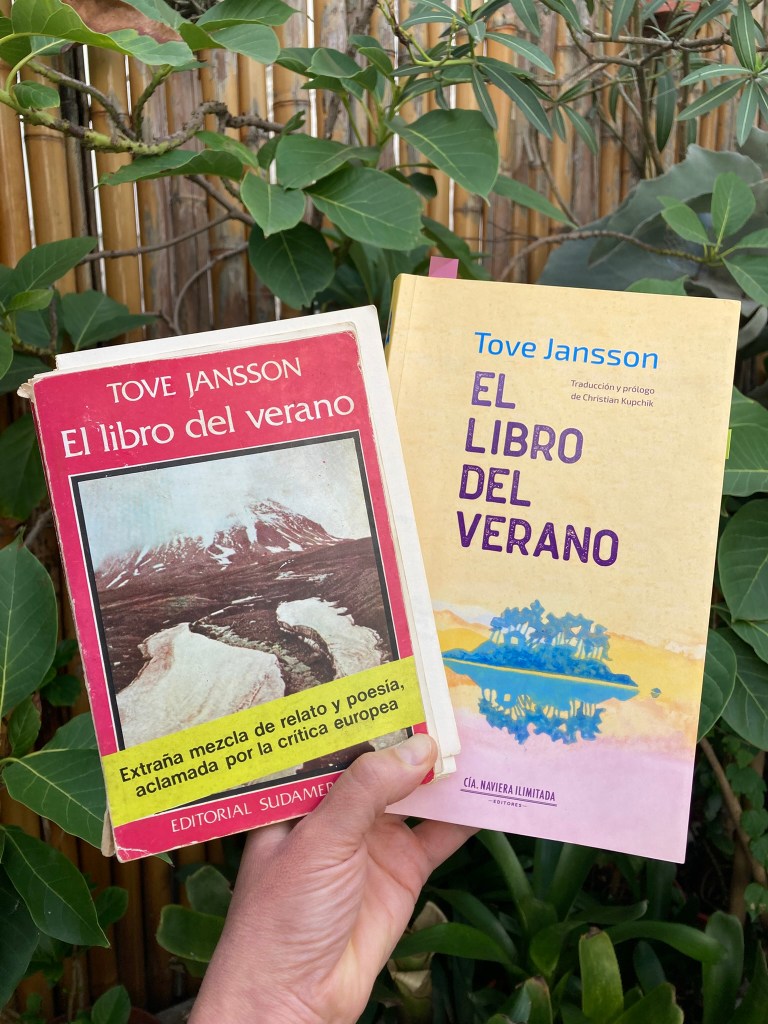 TOVE JANSSON
El libro del verano
Extraña mezcla de relato y poesía,
aclamada por la crítica europea
EDITORIAL
Tove Jansson
EL
LIBRO
DEL
VERANO
Traducción y prólogo
de Christian Kupchik
CÍA. NAVIERA ILIMITADA
EDITORES